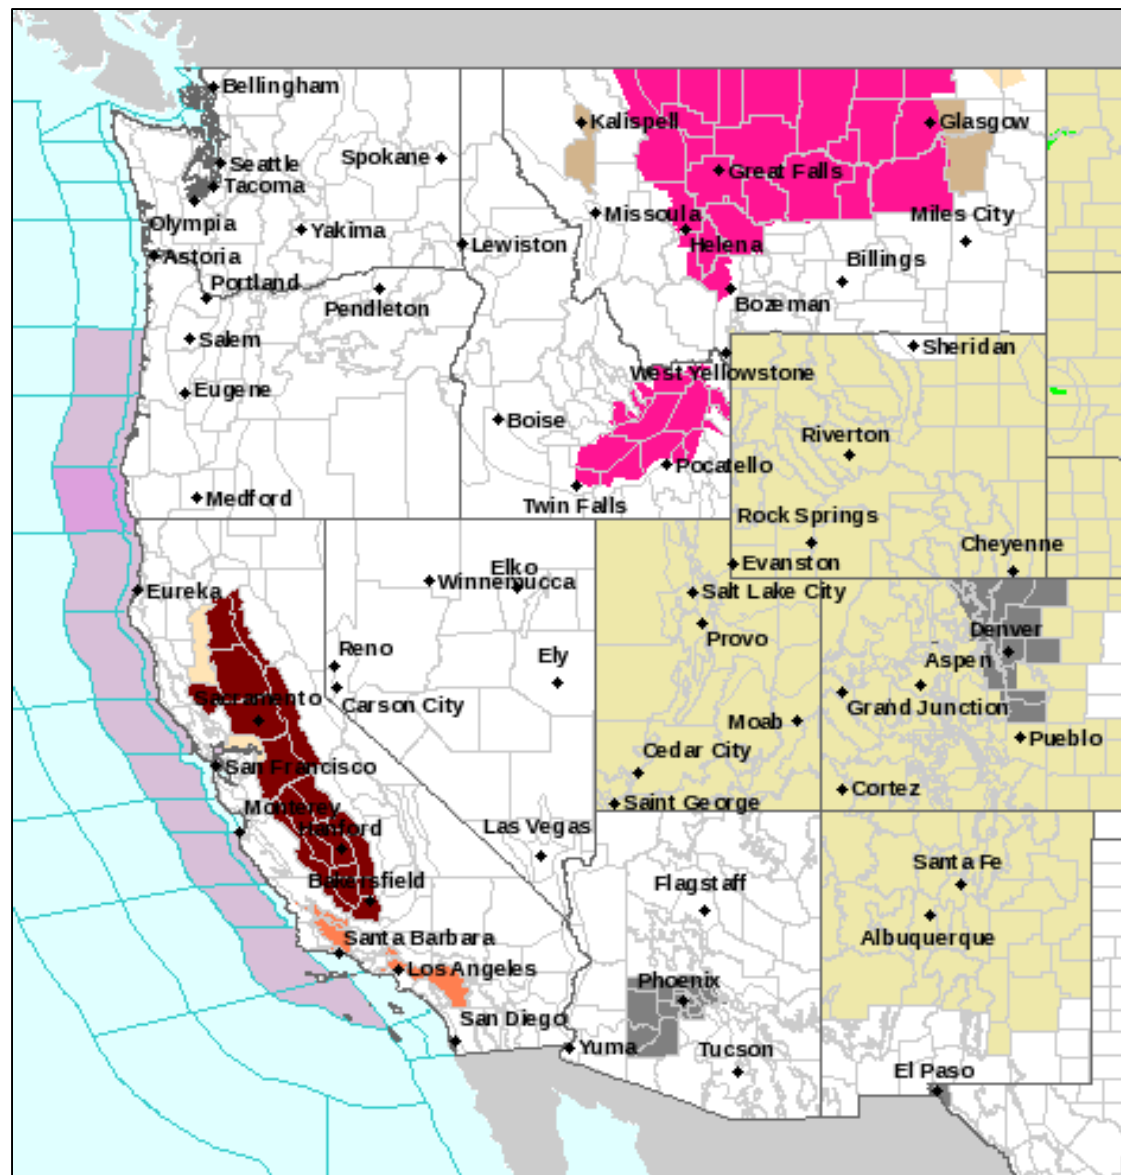 Bellingham
Kalispell
Glasgow
Seattle
Spokane
Great Falls
Tacoma
Olympia
Yakima
Missoula
Miles City
Lewiston
Helena
Astoria
Billings
Portland
Pendleton
Bozeman
Salem
Sheridan
West Yellowstone
Eugene
Boise
Riverton
Pocatello
Medford
Twin Falls
Rock Springs
Cheyenne
Elko
Evanston
Winnemucca
Eureka
Salt Lake City
Denver
Provo
Reno
Ely
Aspen
Sacramento
Carson City
Grand Junction
Moab
Pueblo
Cedar City
San Francisco
Cortez
Monterey
Saint George
Hanford
Las Vegas
Santa Fe
Bakersfield
Flagstaff
Santa Barbara
Albuquerque
Los Angeles
Phoenix
San Diego
Yuma
Tucson
El Paso